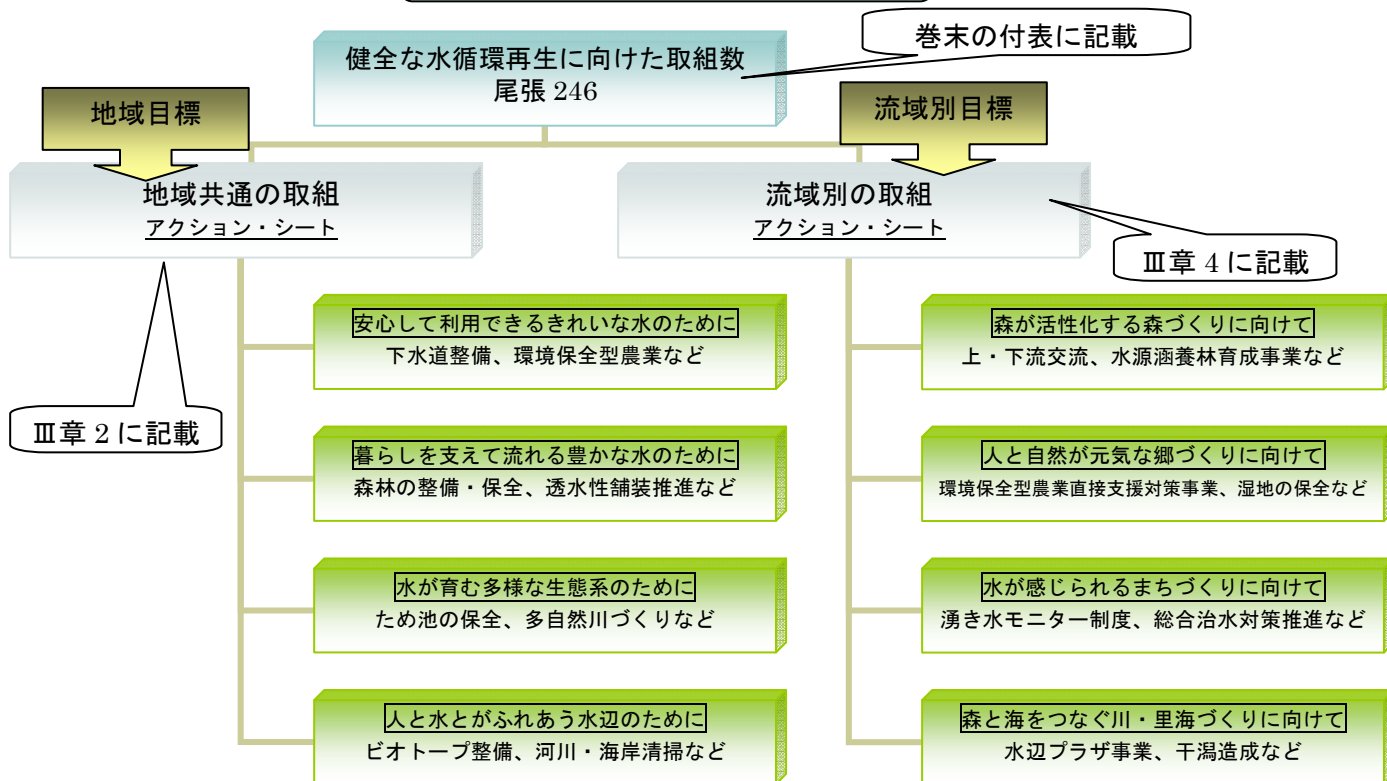 巻末の付表に記載
健全な水循環再生に向けた取組数
尾張 246
地域目標
流域別目標
地域共通の取組
アクション・シート
流域別の取組
アクション・シート
Ⅲ章 2 に記載
Ⅲ章 4 に記載
安心して利用できるきれいな水のために
下水道整備、環境保全型農業など
暮らしを支えて流れる豊かな水のために
森林の整備・保全、透水性舗装推進など
水が育む多様な生態系のために
ため池の保全、多自然川づくりなど
人と水とがふれあう水辺のために
ビオトープ整備、河川・海岸清掃など
森が活性化する森づくりに向けて
上・下流交流、水源涵養林育成事業など
人と自然が元気な郷づくりに向けて
環境保全型農業直接支援対策事業、湿地の保全など
水が感じられるまちづくりに向けて
湧き水モニター制度、総合治水対策推進など
森と海をつなぐ川・里海づくりに向けて
水辺プラザ事業、干潟造成など